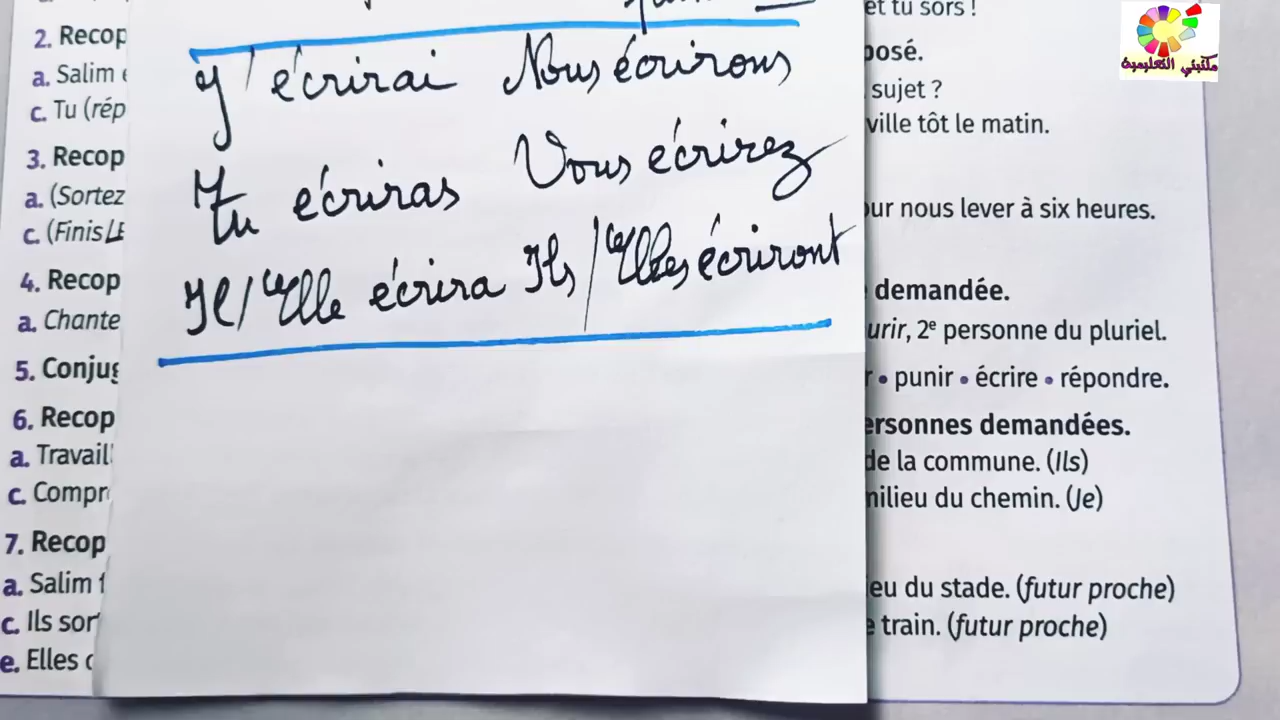 et tu sors !
2. Recop
posé.
a. Salim
sujet ?
c. Tu (rép
ville tôt le matin.
3. Recop
a. (Sortez
our nous lever à six heures.
c. (Finis
4. Recop
demandée.
a. Chante
urir, 2e personne du pluriel.
5. Conjug
r • punir • écrire • répondre.
6. Recop
ersonnes demandées.
a. Travail
de la commune. (Ils)
c. Compr
milieu du chemin. (Je)
7. Recop
a. Salim f
ieu du stade. (futur proche)
c. Ils sort
e train. (futur proche)
e. Elles
J'écrirai Nous écrirons
Tu écriras Vous écrirez
Il/Elle écrira Ils/Elles écriront
مكتبتي التعليمية